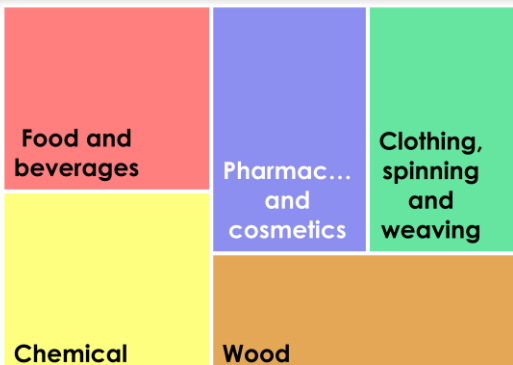 Food and
beverages
Pharmac...
and
cosmetics
Clothing,
spinning
and
weaving
Chemical
Wood